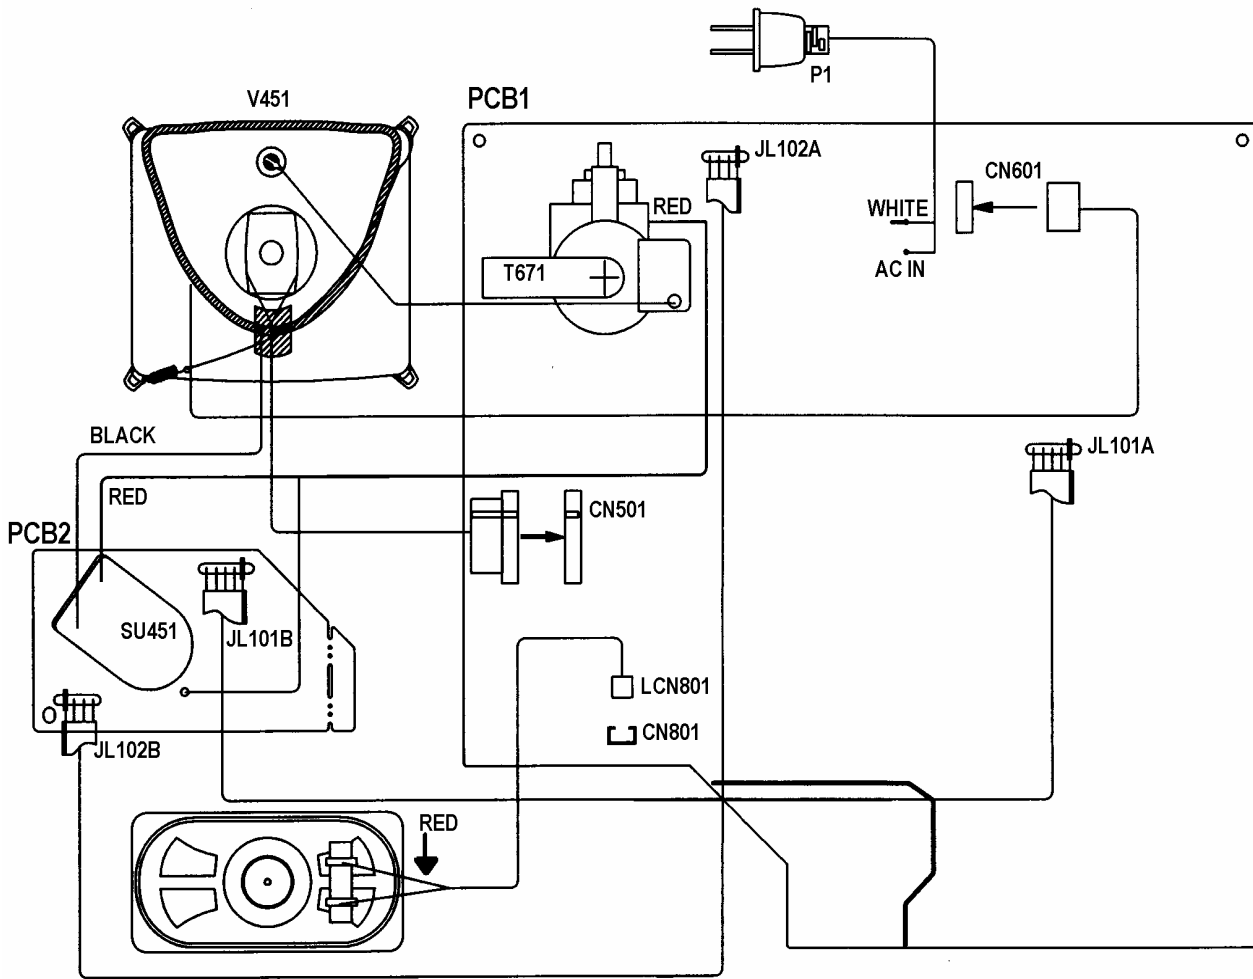 P1
V451
PCB1
JL102A
CN601
RED
WHITE
T671
AC IN
BLACK
JL101A
RED
CN501
PCB2
SU451
JL101B
LCN801
CN801
JL102B
RED